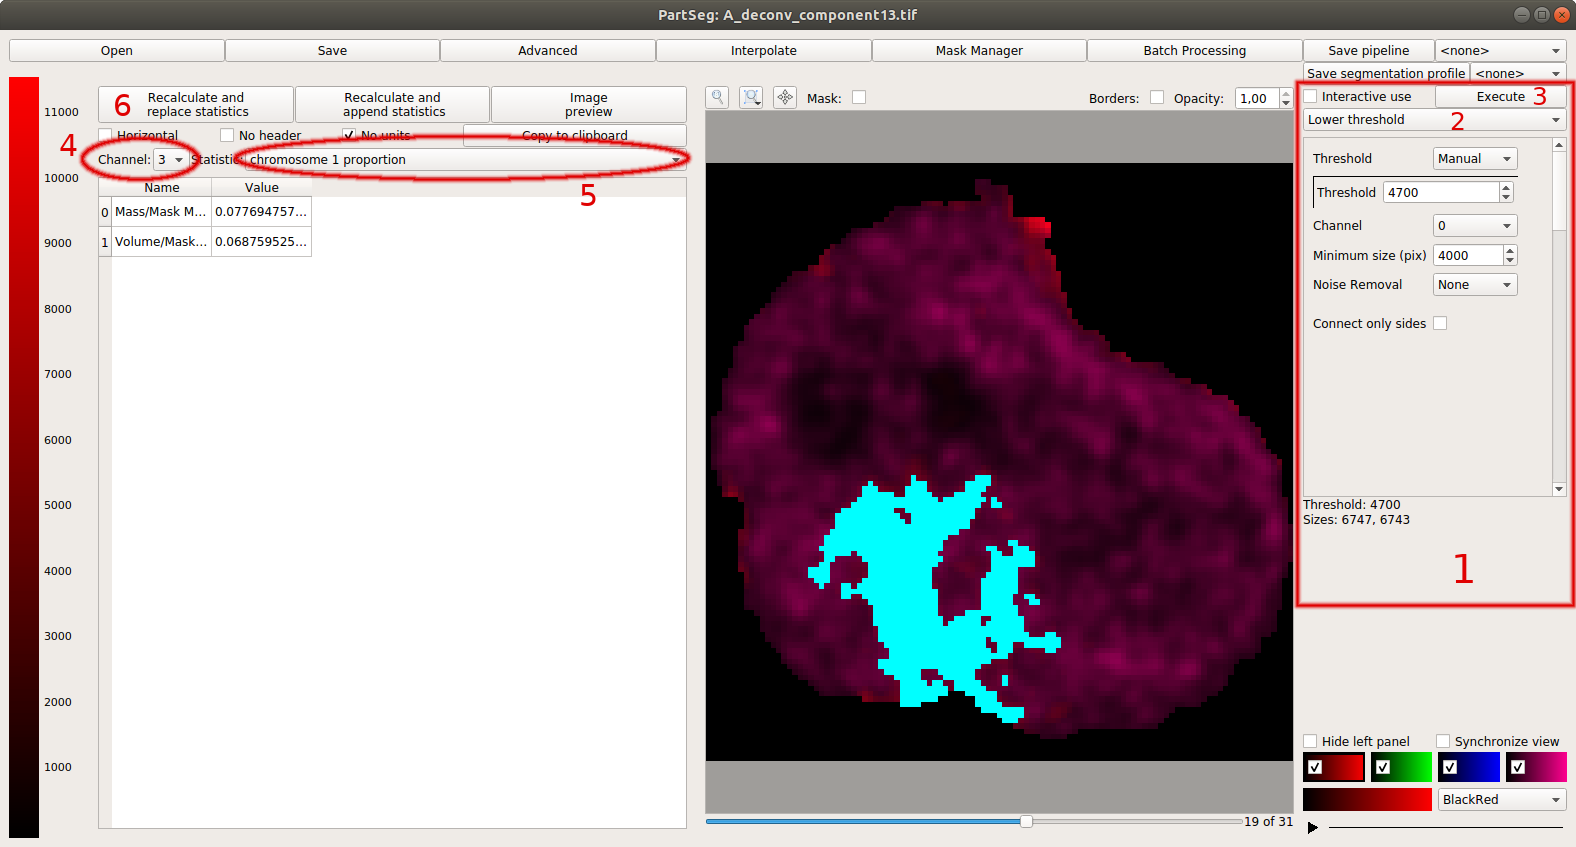 PartSeg: A_deconv_component13.tif
Open Save Advanced Interpolate Mask Manager Batch Processing Save pipeline <none>
Save segmentation profile <none>
11000
10000
9000
8000
7000
6000
5000
4000
3000
2000
1000
6 Recalculate and replace statistics
Recalculate and append statistics
Image preview
Horizontal No header No units Copy to clipboard
4
Channel: 3 Statistic: chromosome 1 proportion
5
Name Value
0 Mass/Mask M... 0.077694757...
1 Volume/Mask... 0.068759525...
Mask: Borders: Opacity: 1,00
19 of 31
Interactive use Execute 3
Lower threshold 2
Threshold Manual
Threshold 4700
Channel 0
Minimum size (pix) 4000
Noise Removal None
Connect only sides
Threshold: 4700
Sizes: 6747, 6743
1
Hide left panel Synchronize view
BlackRed